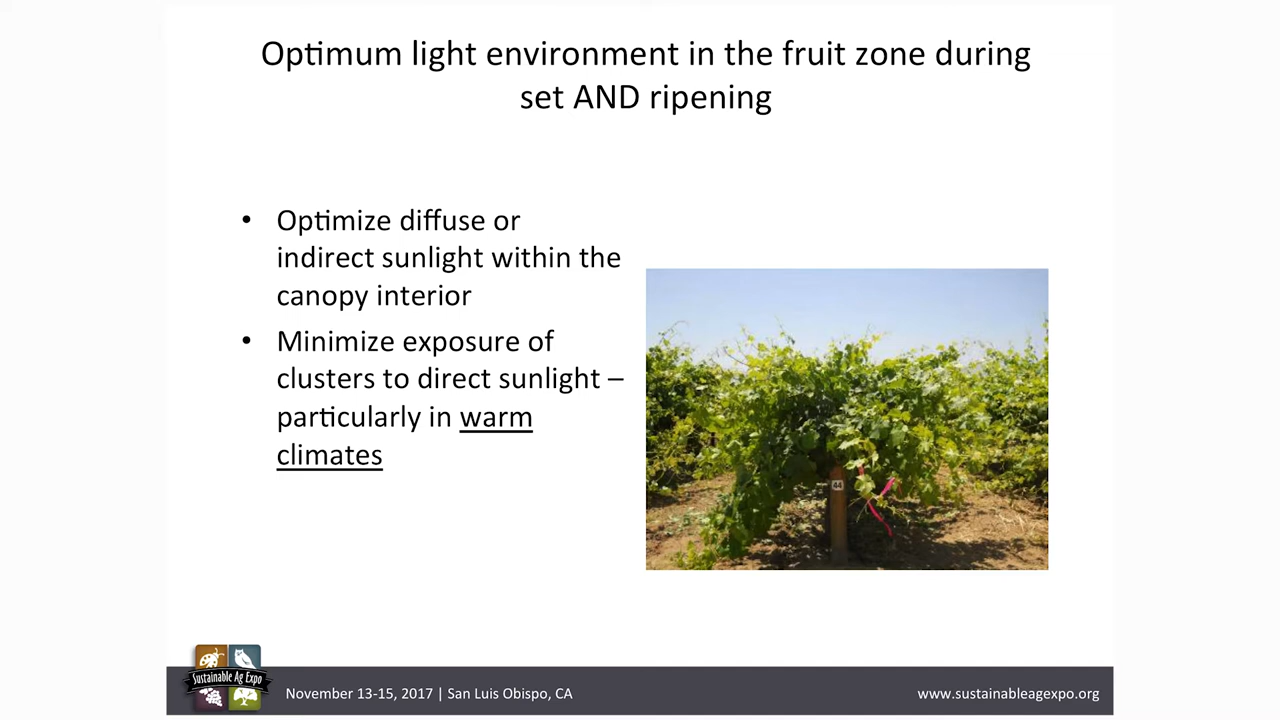 Optimum light environment in the fruit zone during
set AND ripening
• Optimize diffuse or
indirect sunlight within the
canopy interior
• Minimize exposure of
clusters to direct sunlight –
particularly in warm
climates
44
Sustainable Ag Expo
November 13-15, 2017 | San Luis Obispo, CA
www.sustainableagexpo.org